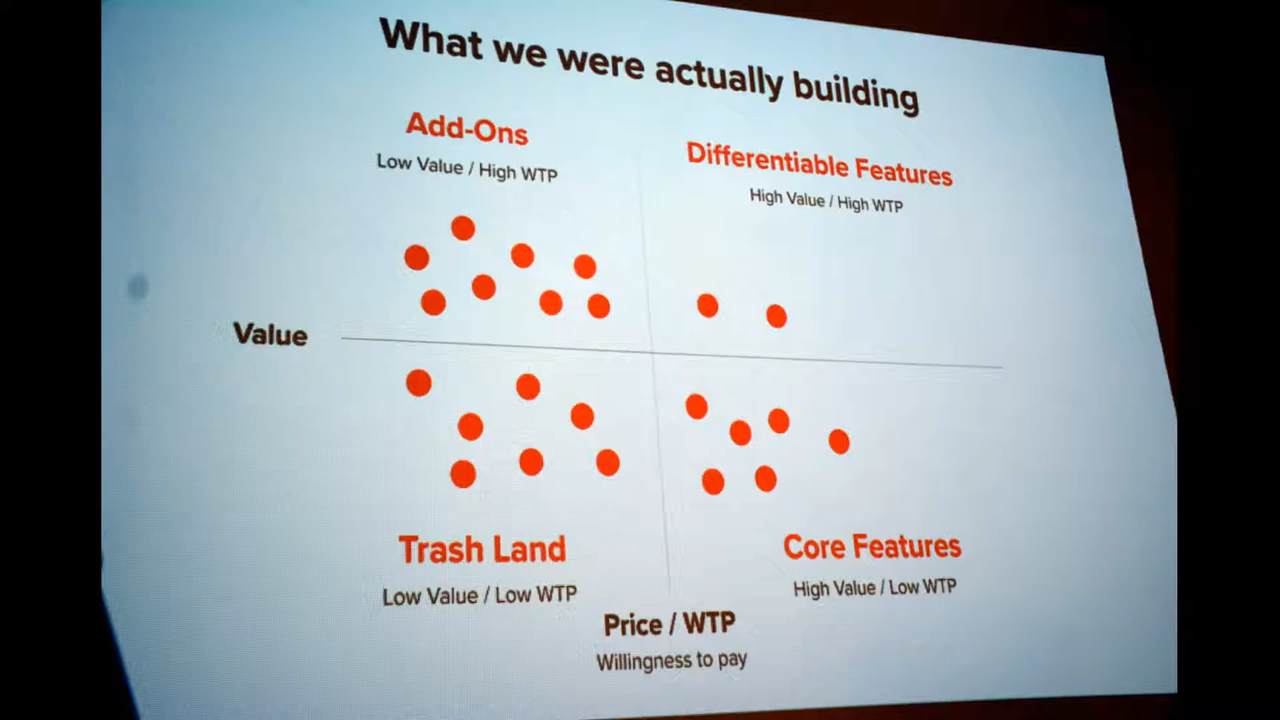 What we were actually building
Add-Ons
Low Value / High WTP
Differentiable Features
High Value / High WTP
Value
Trash Land
Low Value / Low WTP
Core Features
High Value / Low WTP
Price / WTP
Willingness to pay